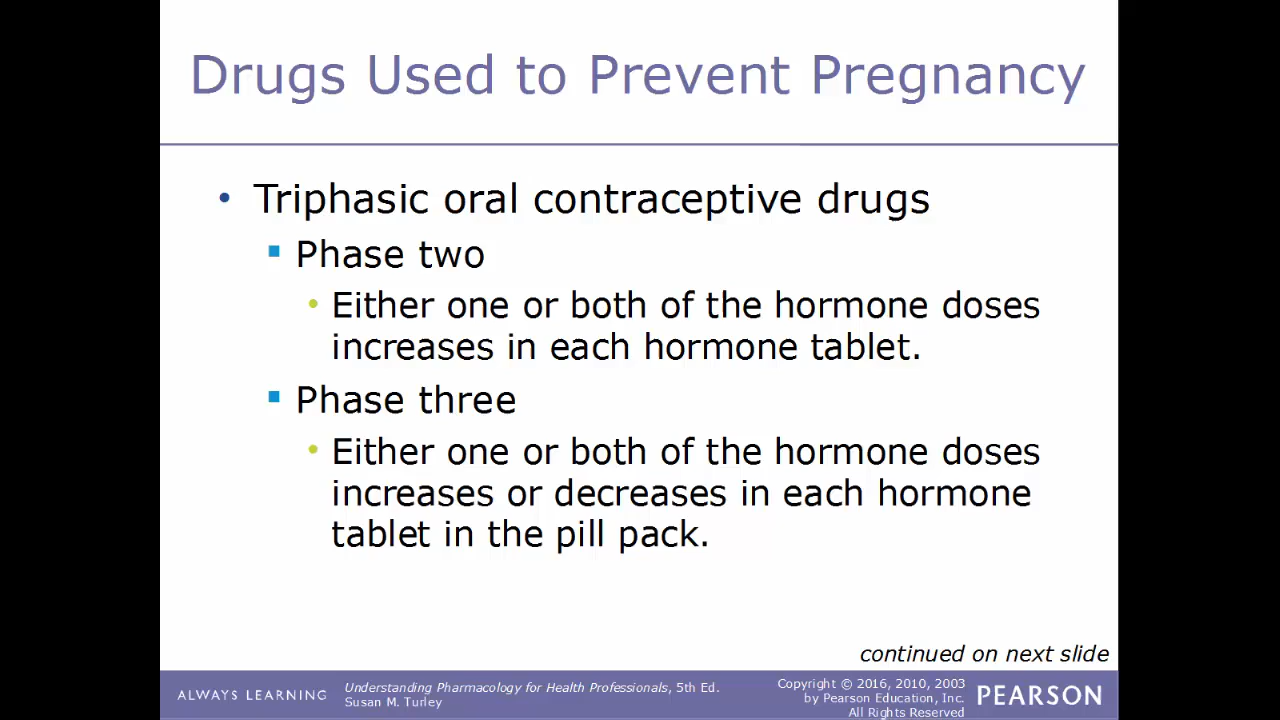 Drugs Used to Prevent Pregnancy
• Triphasic oral contraceptive drugs
▪ Phase two
• Either one or both of the hormone doses
increases in each hormone tablet.
▪ Phase three
• Either one or both of the hormone doses
increases or decreases in each hormone
tablet in the pill pack.
continued on next slide
ALWAYS LEARNING
Understanding Pharmacology for Health Professionals, 5th Ed.
Susan M. Turley
Copyright © 2016, 2010, 2003
by Pearson Education, Inc.
All Rights Reserved
PEARSON